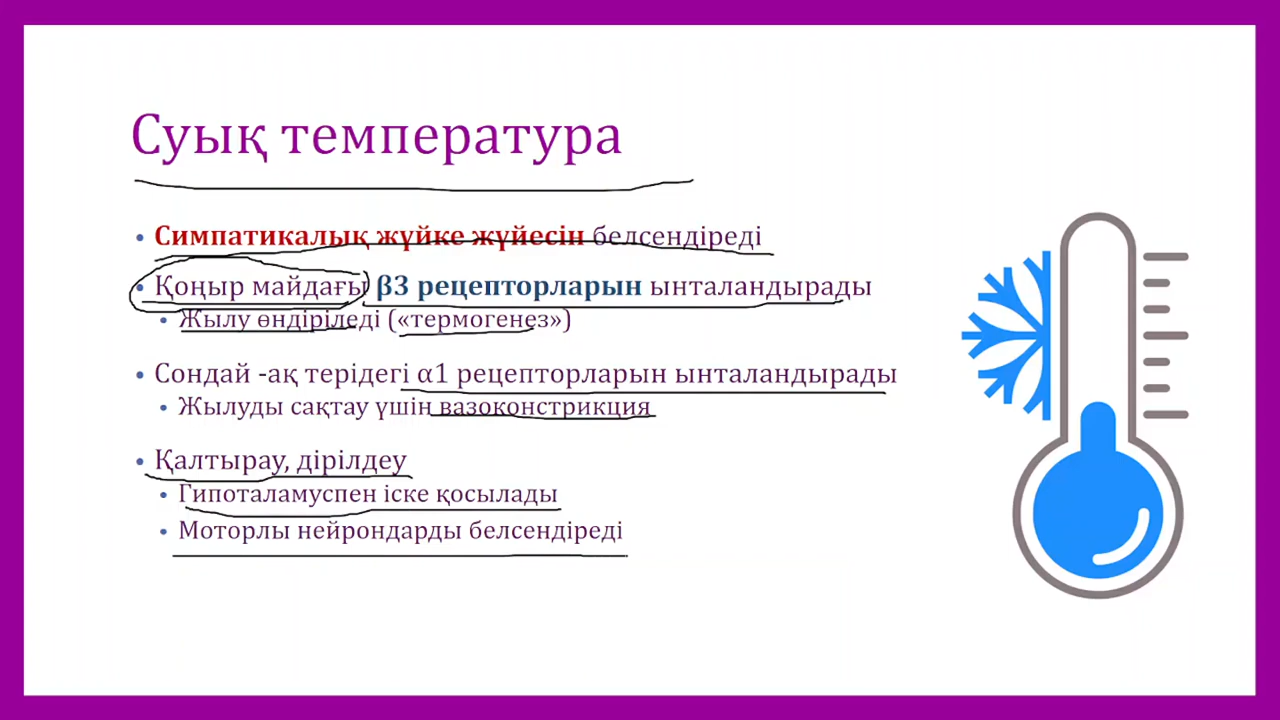 Суық температура
• Симпатикалық жүйке жүйесін белсендіреді
• Қоңыр майдағы β3 рецепторларын ынталандырады
• Жылу өндіріледі («термогенез»)
• Сондай -ақ терідегі α1 рецепторларын ынталандырады
• Жылуды сақтау үшін вазоконстрикция
• Қалтырау, дірілдеу
• Гипоталамуспен іске қосылады
• Моторлы нейрондарды белсендіреді